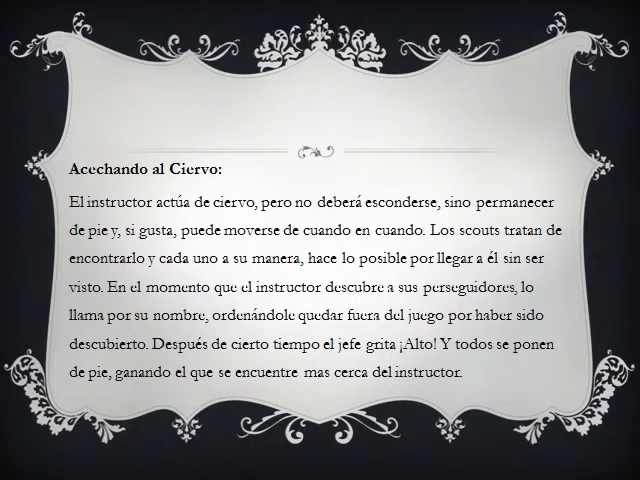 Acechando al Ciervo:
El instructor actúa de ciervo, pero no deberá esconderse, sino permanecer
de pie y, si gusta, puede moverse de cuando en cuando. Los scouts tratan de
encontrarlo y cada uno a su manera, hace lo posible por llegar a él sin ser
visto. En el momento que el instructor descubre a sus perseguidores, lo
llama por su nombre, ordenándole quedar fuera del juego por haber sido
descubierto. Después de cierto tiempo el jefe grita ¡Alto! Y todos se ponen
de pie, ganando el que se encuentre mas cerca del instructor.